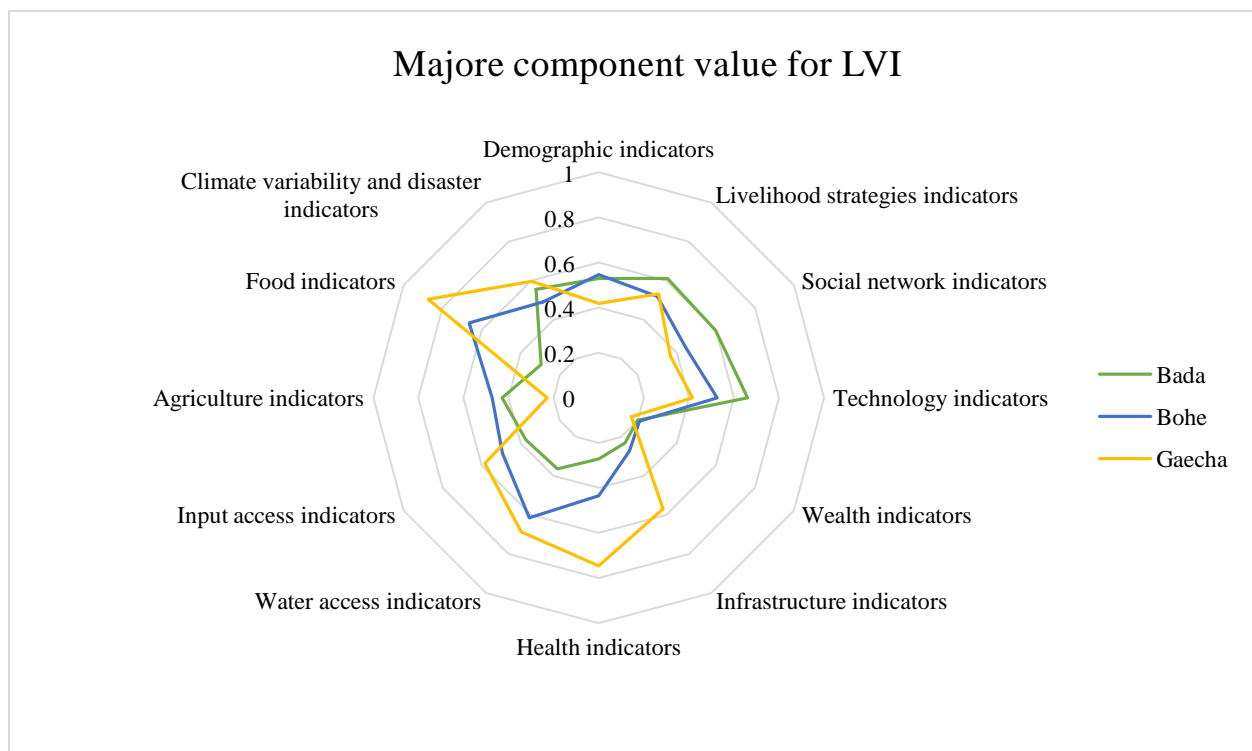 Majore component value for LVI
Demographic indicators
Livelihood strategies indicators
Social network indicators
Technology indicators
Wealth indicators
Infrastructure indicators
Health indicators
Water access indicators
Input access indicators
Agriculture indicators
Food indicators
Climate variability and disaster
indicators
1
0.8
0.6
0.4
0.2
0
Bada
Bohe
Gaecha